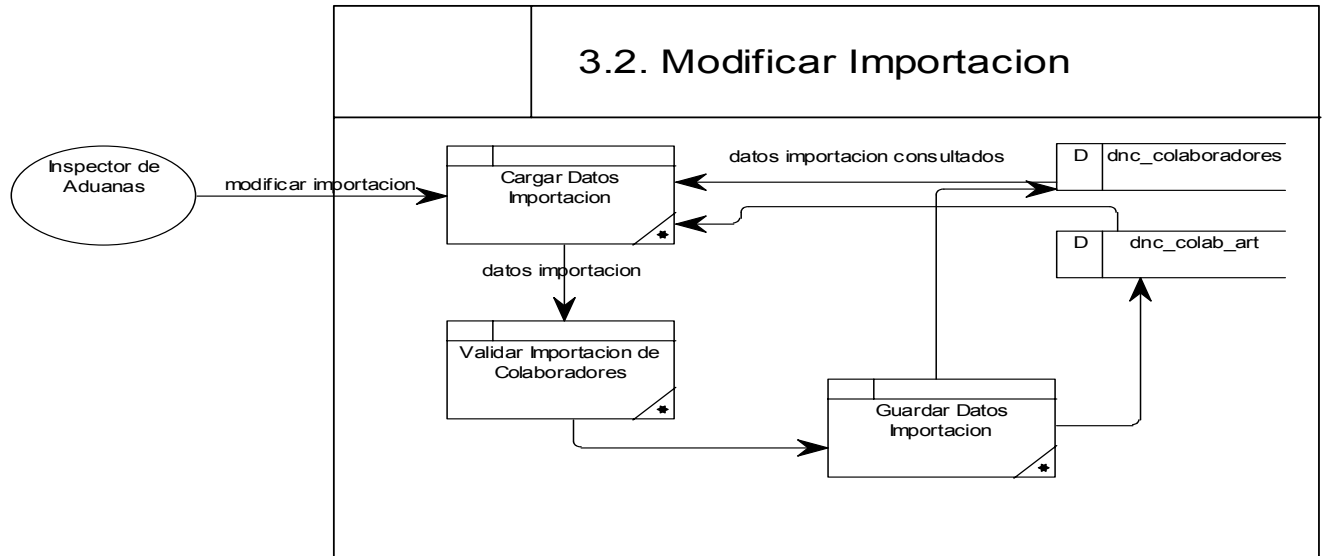 3.2. Modificar Importacion
Inspector de
Aduanas
modificar importacion
Cargar Datos
Importacion
datos importacion consultados
D dnc_colaboradores
D dnc_colab_art
datos importacion
Validar Importacion de
Colaboradores
Guardar Datos
Importacion